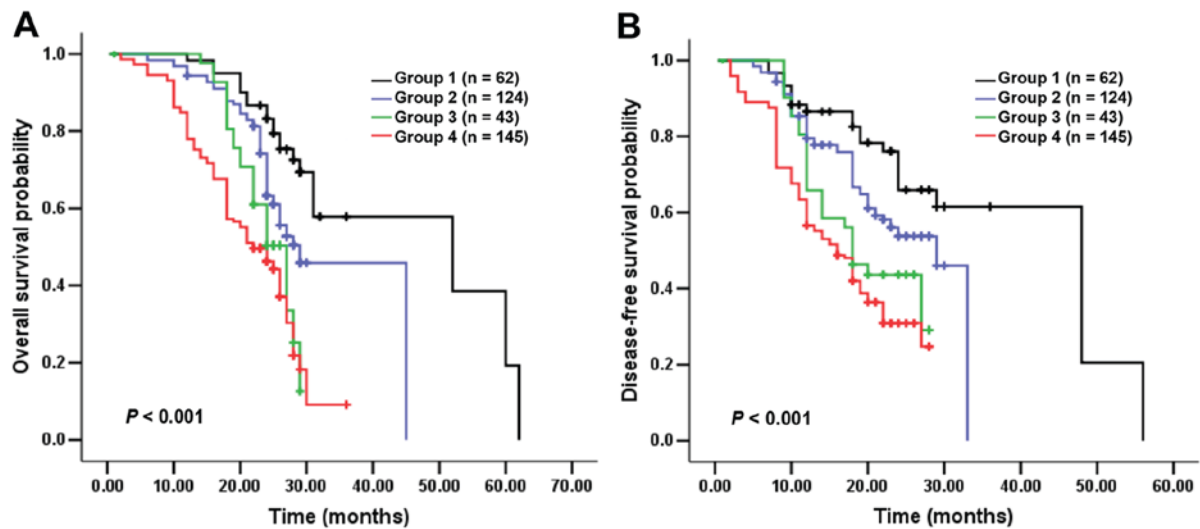 A
Overall survival probability
1.0
0.8
0.6
0.4
0.2
0.0
Group 1 (n = 62)
Group 2 (n = 124)
Group 3 (n = 43)
Group 4 (n = 145)
P < 0.001
0.00 10.00 20.00 30.00 40.00 50.00 60.00 70.00
Time (months)
B
Disease-free survival probability
1.0
0.8
0.6
0.4
0.2
0.0
Group 1 (n = 62)
Group 2 (n = 124)
Group 3 (n = 43)
Group 4 (n = 145)
P < 0.001
0.00 10.00 20.00 30.00 40.00 50.00 60.00
Time (months)